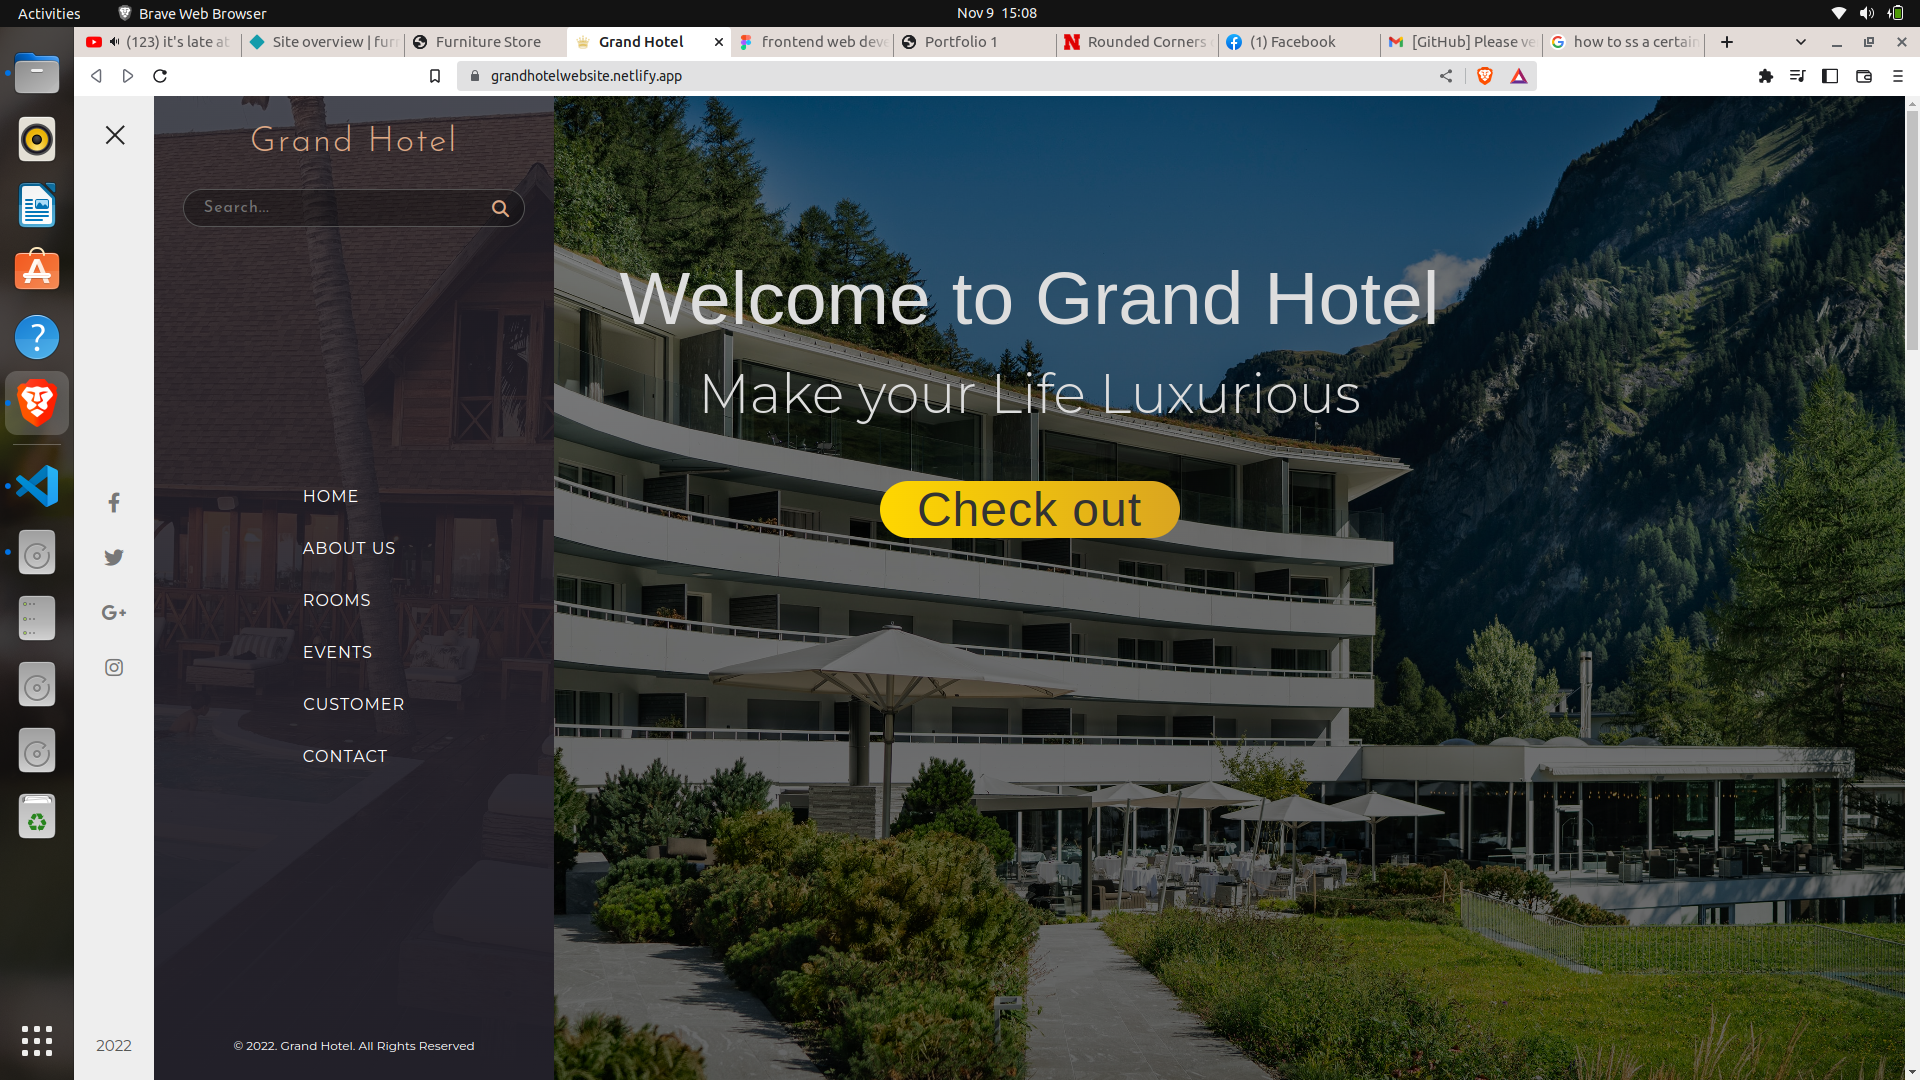 Activities
Brave Web Browser
Nov 9 15:08
(123) it's late at
Site overview | furn
Furniture Store
Grand Hotel
frontend web deve
Portfolio 1
Rounded Corners
(1) Facebook
[GitHub] Please ve
how to ss a certain
grandhotelwebsite.netlify.app
Grand Hotel
Search...
Welcome to Grand Hotel
Make your Life Luxurious
Check out
HOME
ABOUT US
ROOMS
EVENTS
CUSTOMER
CONTACT
G+
2022
© 2022. Grand Hotel. All Rights Reserved